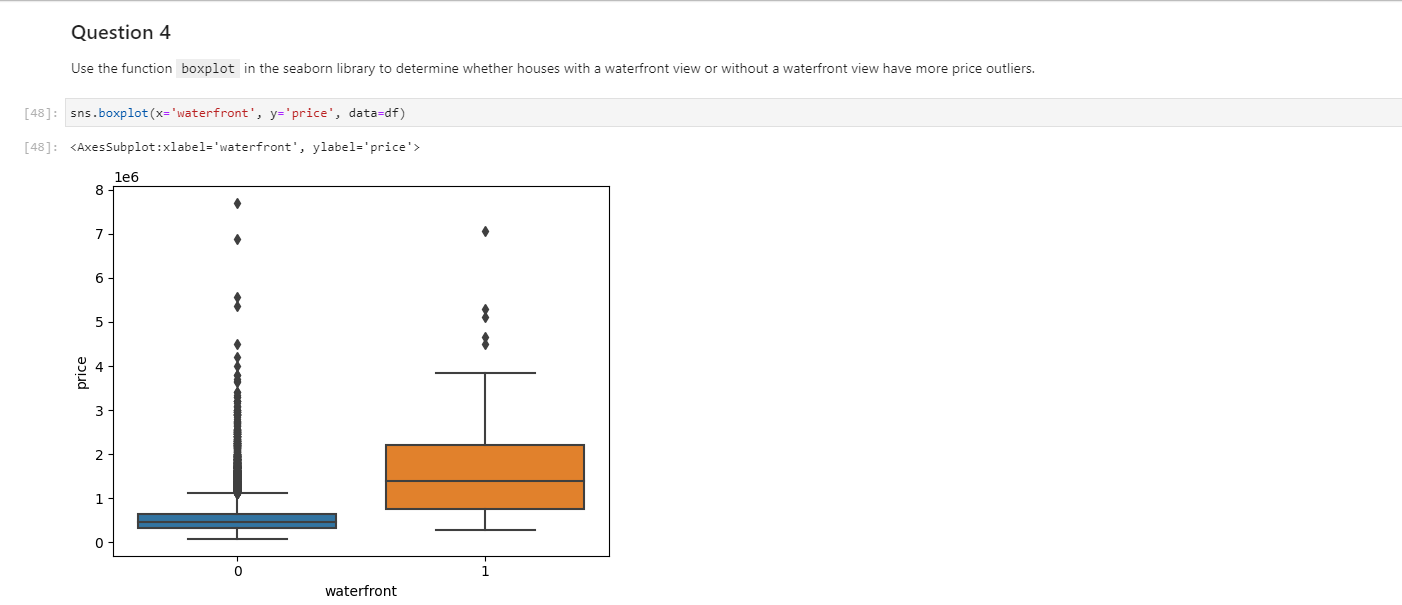 Question 4
Use the function boxplot in the seaborn library to determine whether houses with a waterfront view or without a waterfront view have more price outliers.
[48]: sns.boxplot(x='waterfront', y='price', data=df)
[48]: <AxesSubplot:xlabel='waterfront', ylabel='price'>
1e6
8
7
6
5
4
3
2
1
0
price
0 1
waterfront